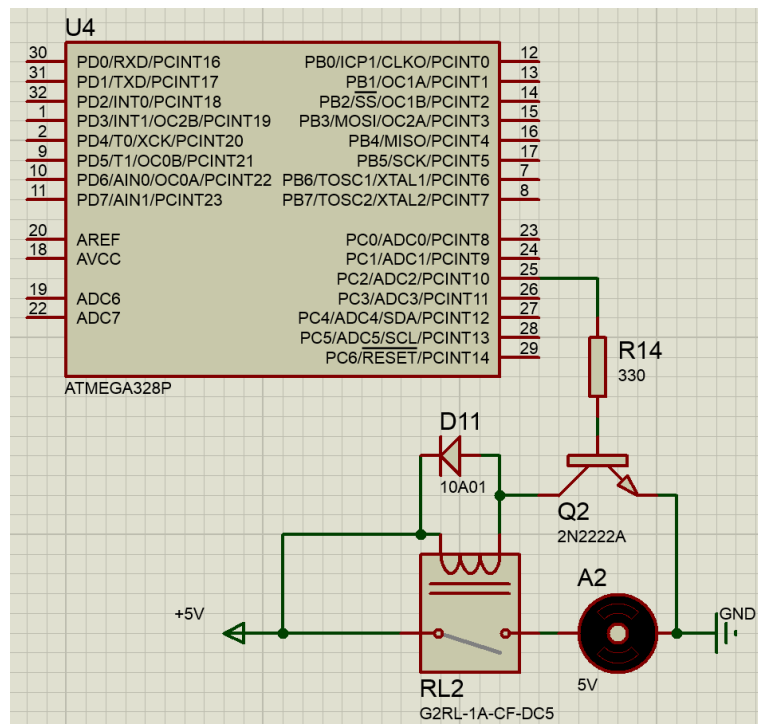 U4
30 PD0/RXD/PCINT16 PB0/ICP1/CLKO/PCINT0 12
31 PD1/TXD/PCINT17 PB1/OC1A/PCINT1 13
32 PD2/INT0/PCINT18 PB2/SS/OC1B/PCINT2 14
1 PD3/INT1/OC2B/PCINT19 PB3/MOSI/OC2A/PCINT3 15
2 PD4/T0/XCK/PCINT20 PB4/MISO/PCINT4 16
9 PD5/T1/OC0B/PCINT21 PB5/SCK/PCINT5 17
10 PD6/AIN0/OC0A/PCINT22 PB6/TOSC1/XTAL1/PCINT6 7
11 PD7/AIN1/PCINT23 PB7/TOSC2/XTAL2/PCINT7 8
20 AREF PC0/ADC0/PCINT8 23
18 AVCC PC1/ADC1/PCINT9 24
PC2/ADC2/PCINT10 25
19 ADC6 PC3/ADC3/PCINT11 26
22 ADC7 PC4/ADC4/SDA/PCINT12 27
PC5/ADC5/SCL/PCINT13 28
PC6/RESET/PCINT14 29
ATMEGA328P
R14
330
D11
10A01
Q2
2N2222A
A2
+5V
GND
5V
RL2
G2RL-1A-CF-DC5